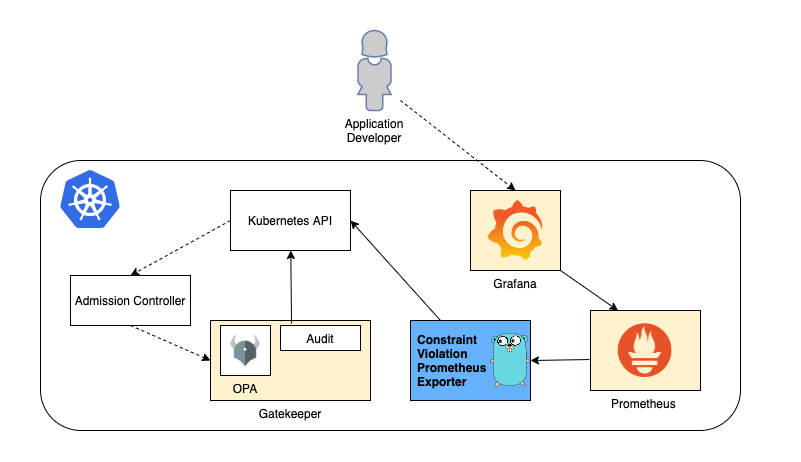 Application
Developer
Kubernetes API
Grafana
Admission Controller
Audit
OPA
Gatekeeper
Constraint
Violation
Prometheus
Exporter
Prometheus